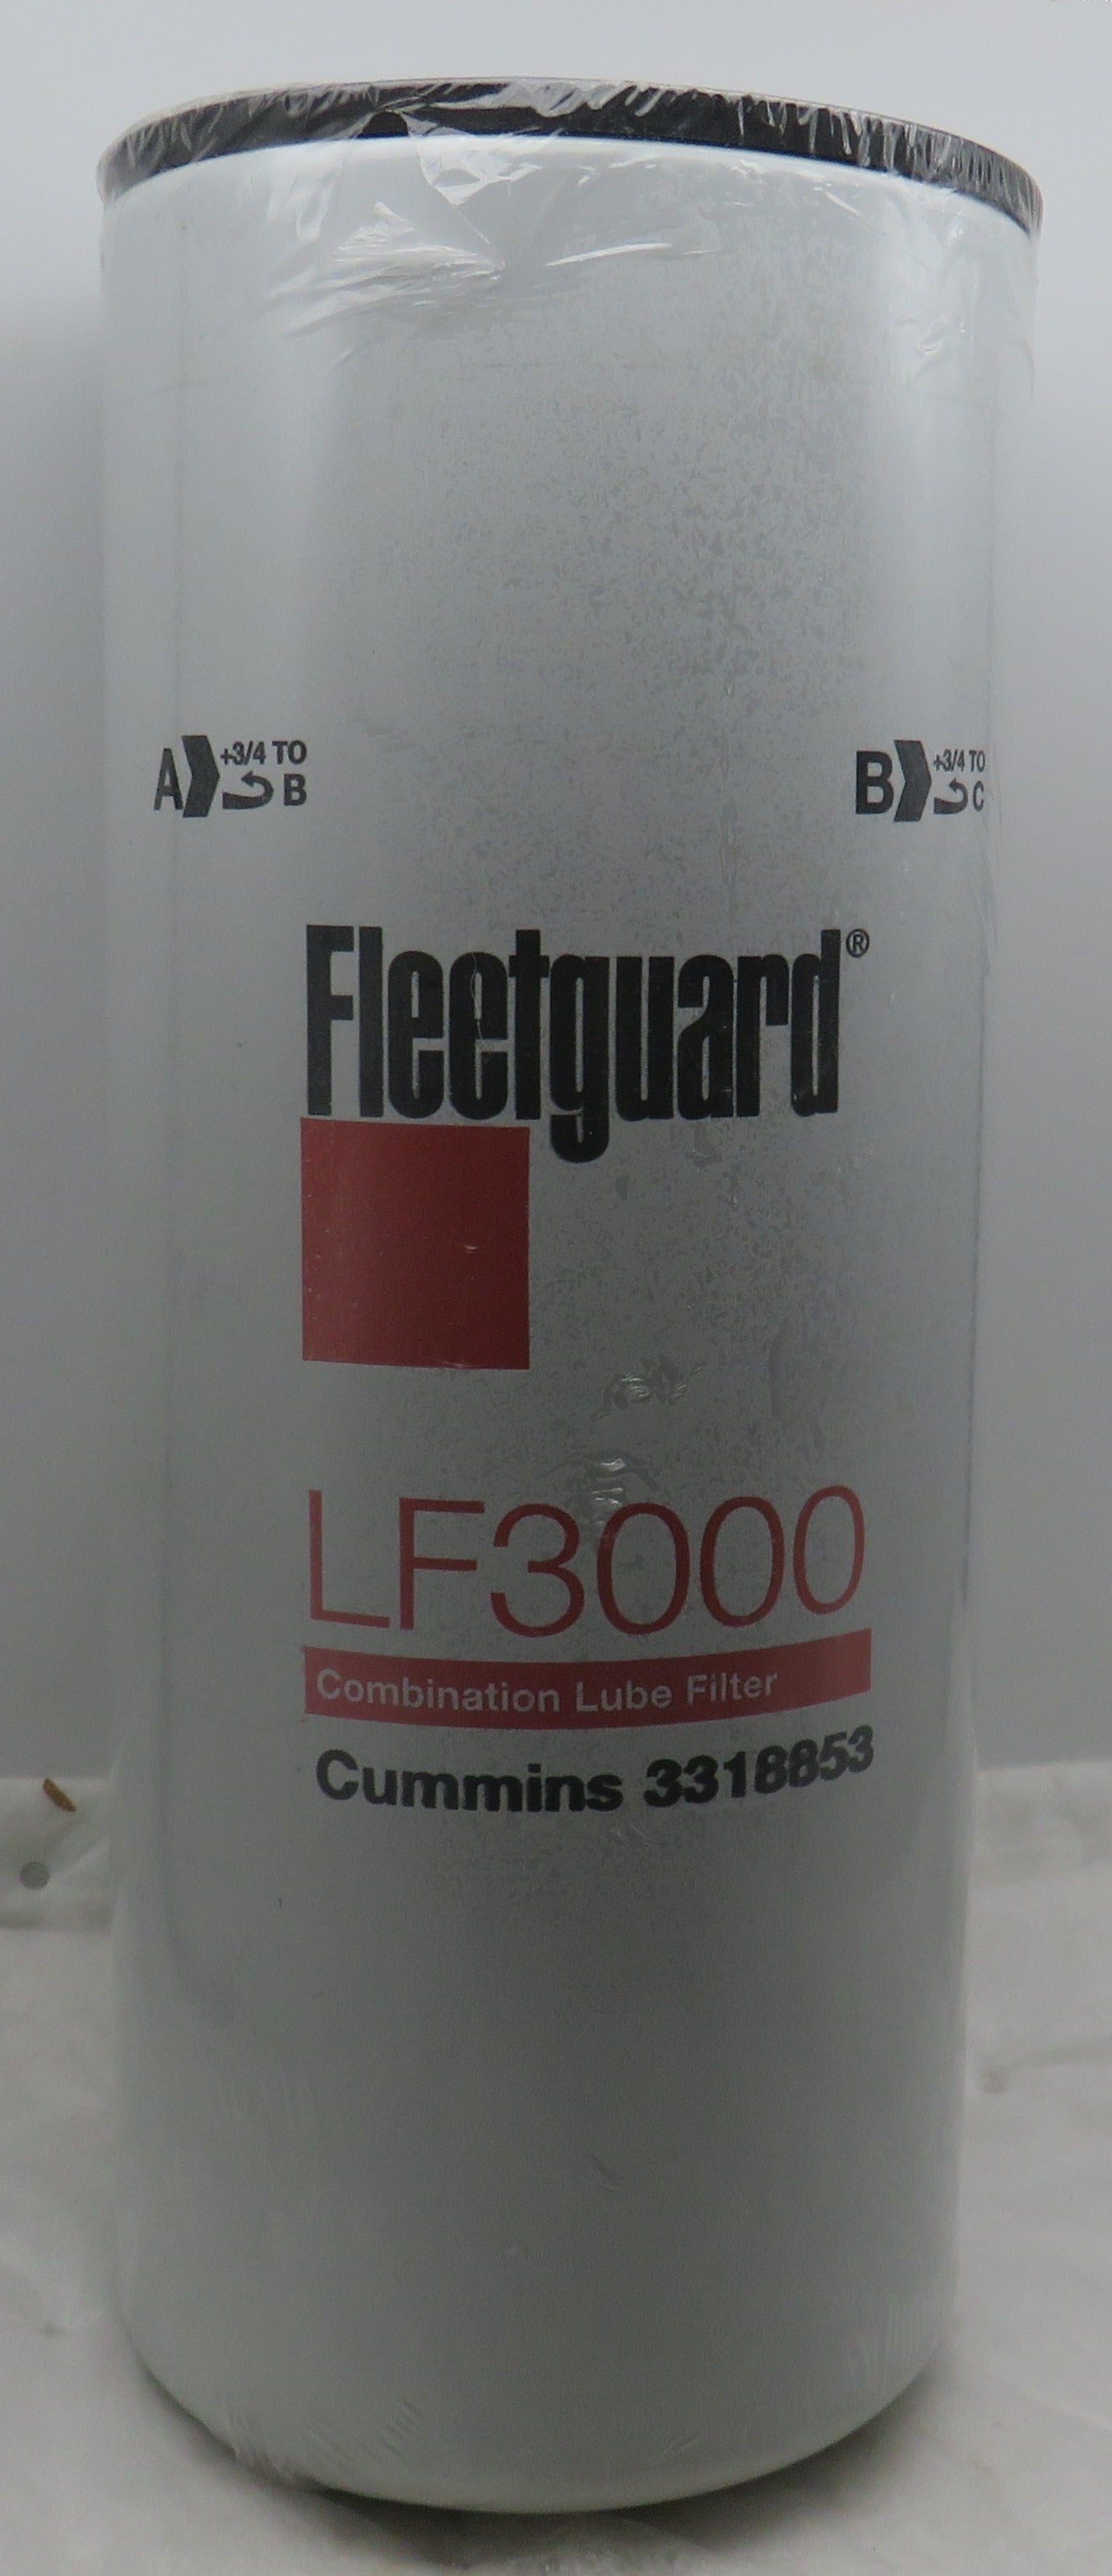 A +3/4 TO B
B +3/4 TO C
Fleetguard®
LF3000
Combination Lube Filter
Cummins 3318853